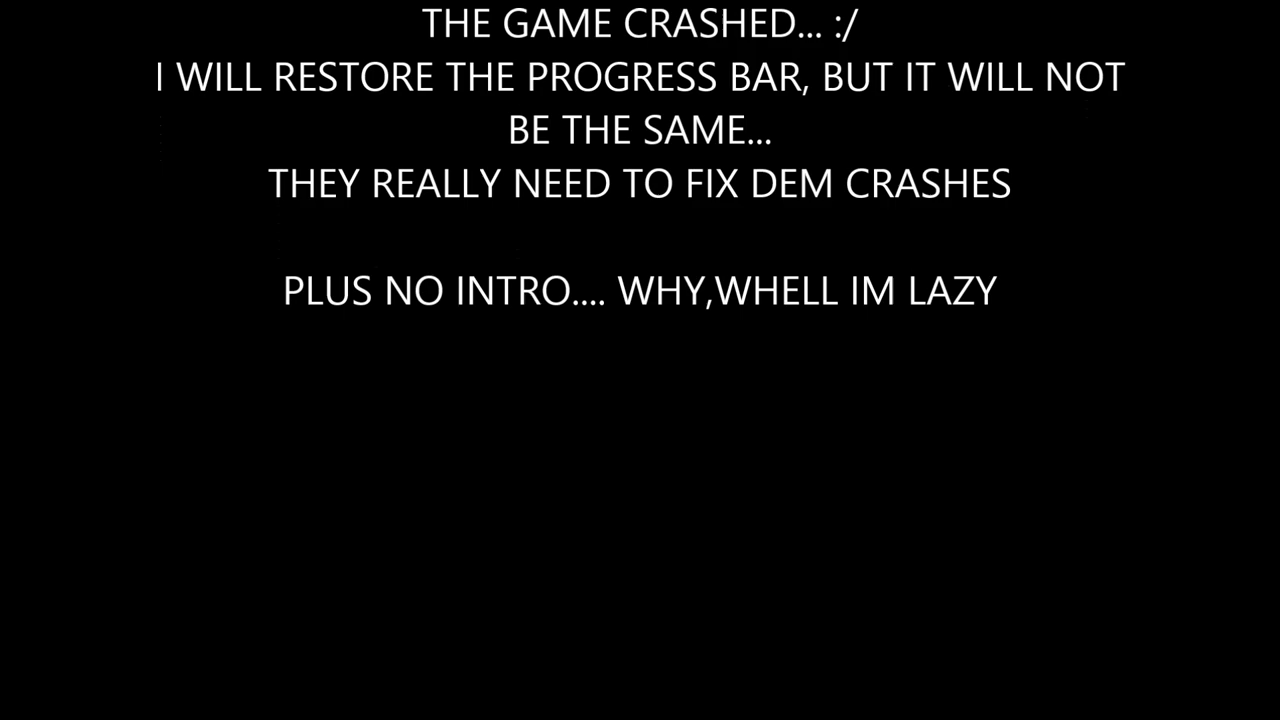 THE GAME CRASHED... :/
I WILL RESTORE THE PROGRESS BAR, BUT IT WILL NOT
BE THE SAME...
THEY REALLY NEED TO FIX DEM CRASHES
PLUS NO INTRO.... WHY,WHELL IM LAZY